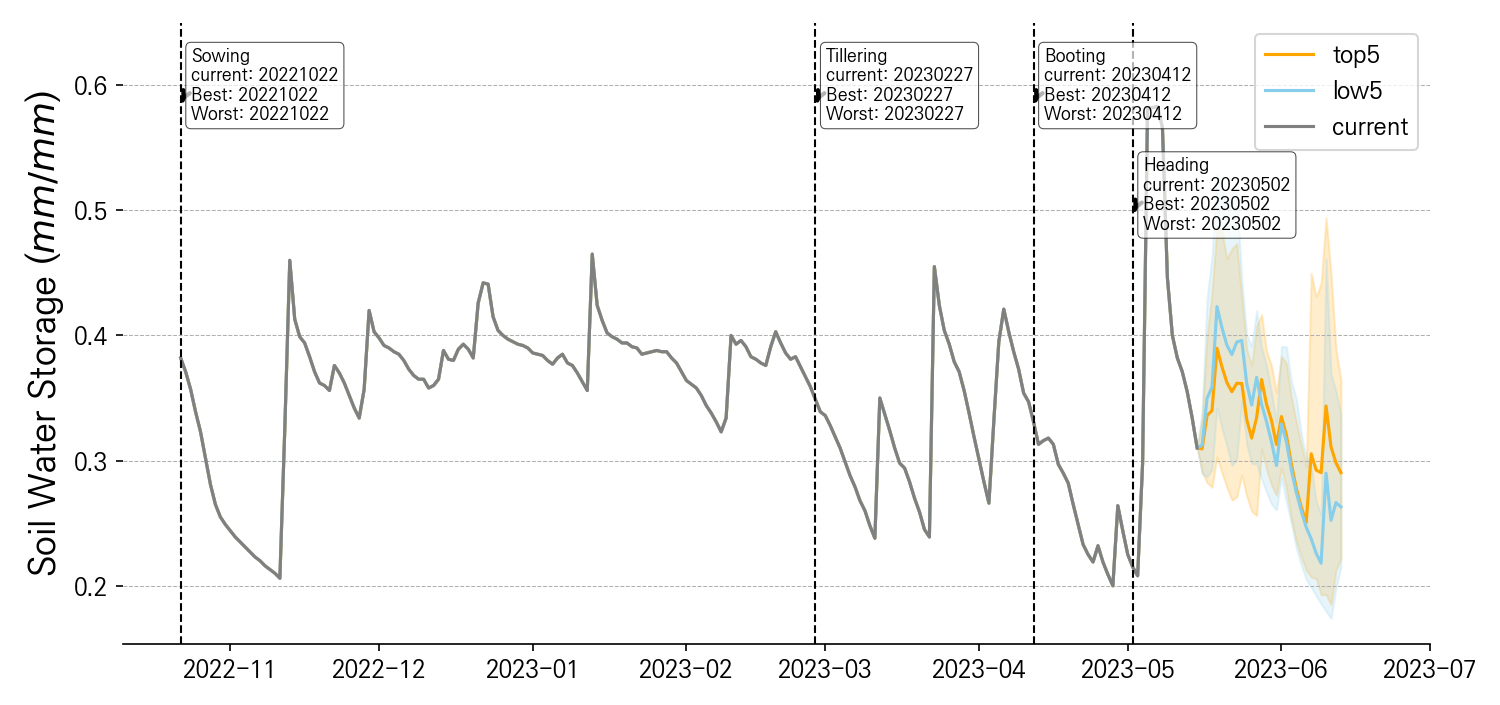 Soil Water Storage (mm/mm)
0.6
0.5
0.4
0.3
0.2
Sowing
current: 20221022
Best: 20221022
Worst: 20221022
Tillering
current: 20230227
Best: 20230227
Worst: 20230227
Booting
current: 20230412
Best: 20230412
Worst: 20230412
Heading
current: 20230502
Best: 20230502
Worst: 20230502
top5
low5
current
2022-11
2022-12
2023-01
2023-02
2023-03
2023-04
2023-05
2023-06
2023-07